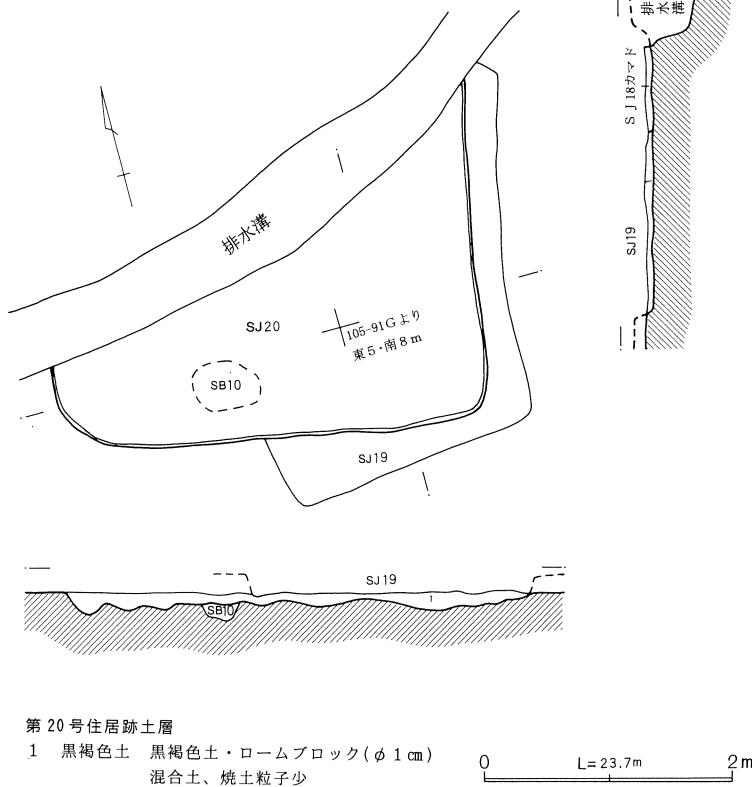 排水溝
SJ18カマド
SJ19
排水溝
SJ20
105-91Gより
東5・南8m
SB10
SJ19
SJ19
1
SB10
第20号住居跡土層
1 黒褐色土 黒褐色土・ロームブロック(φ1㎝)
混合土、焼土粒子少
0 L=23.7m 2m